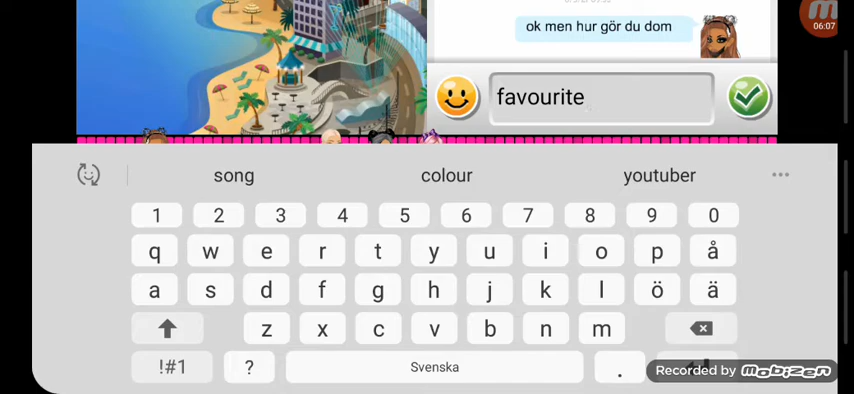 06:07
ok men hur gör du dom
favourite
song colour youtuber
1 2 3 4 5 6 7 8 9 0
q w e r t y u i o p å
a s d f g h j k l ö ä
z x c v b n m
!#1 ? Svenska .
Recorded by mobizen